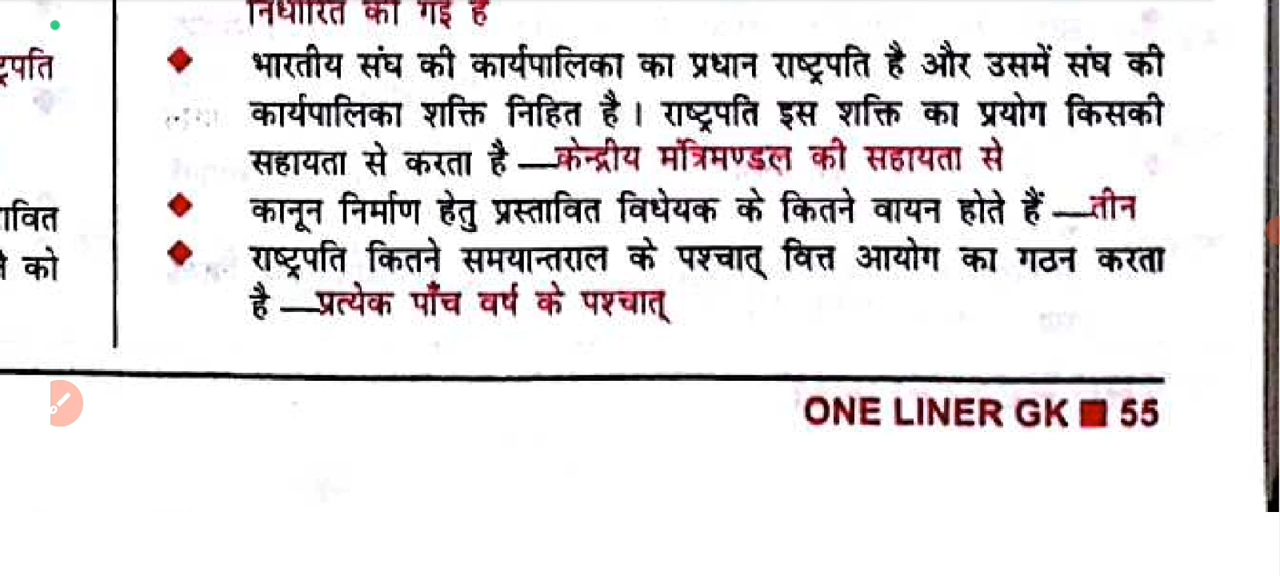 द्रपति
वित
को
निर्धारित की गई है
भारतीय संघ की कार्यपालिका का प्रधान राष्ट्रपति है और उसमें संघ की
कार्यपालिका शक्ति निहित है। राष्ट्रपति इस शक्ति का प्रयोग किसकी
सहायता से करता है —केन्द्रीय मंत्रिमण्डल की सहायता से
कानून निर्माण हेतु प्रस्तावित विधेयक के कितने वायन होते हैं —तीन
राष्ट्रपति कितने समयान्तराल के पश्चात् वित्त आयोग का गठन करता
है —प्रत्येक पाँच वर्ष के पश्चात्
ONE LINER GK ■ 55